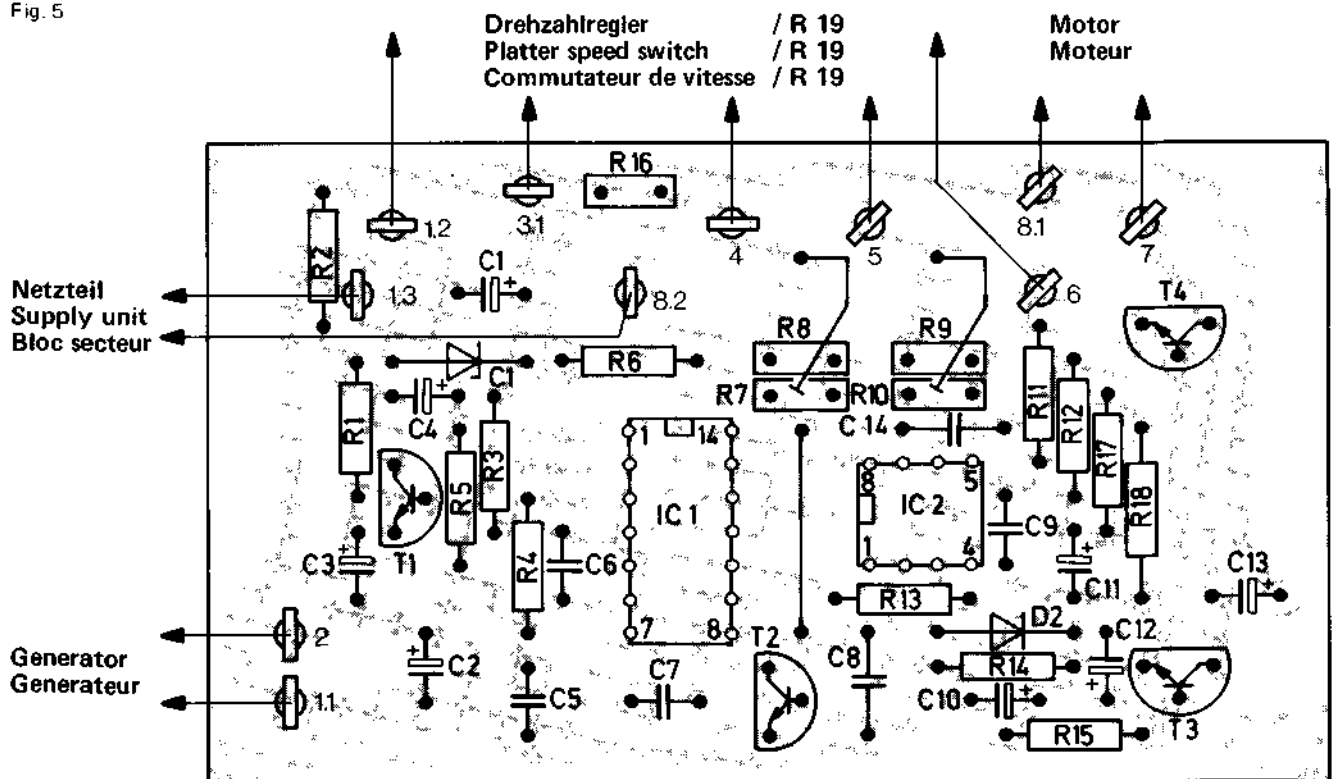 Fig. 5
Drehzahlregler / R 19
Platter speed switch / R 19
Commutateur de vitesse / R 19
Motor
Moteur
R16
1.2
3.1
4
5
8.1
7
R2
1.3
C1
+
8.2
6
T4
Netzteil
Supply unit
Bloc secteur
R8
R9
C1
R6
R7
R10
R11
R12
R1
C4
+
R3
R5
1
14
C 14
R17
R18
IC 1
8
5
IC 2
1
4
C9
T1
C3
+
R4
C6
+
C11
C13
+
R13
7
8
2
T2
D2
C12
+
Generator
Generateur
+
C2
C7
C8
R14
C10
+
1.1
C5
R15
T3